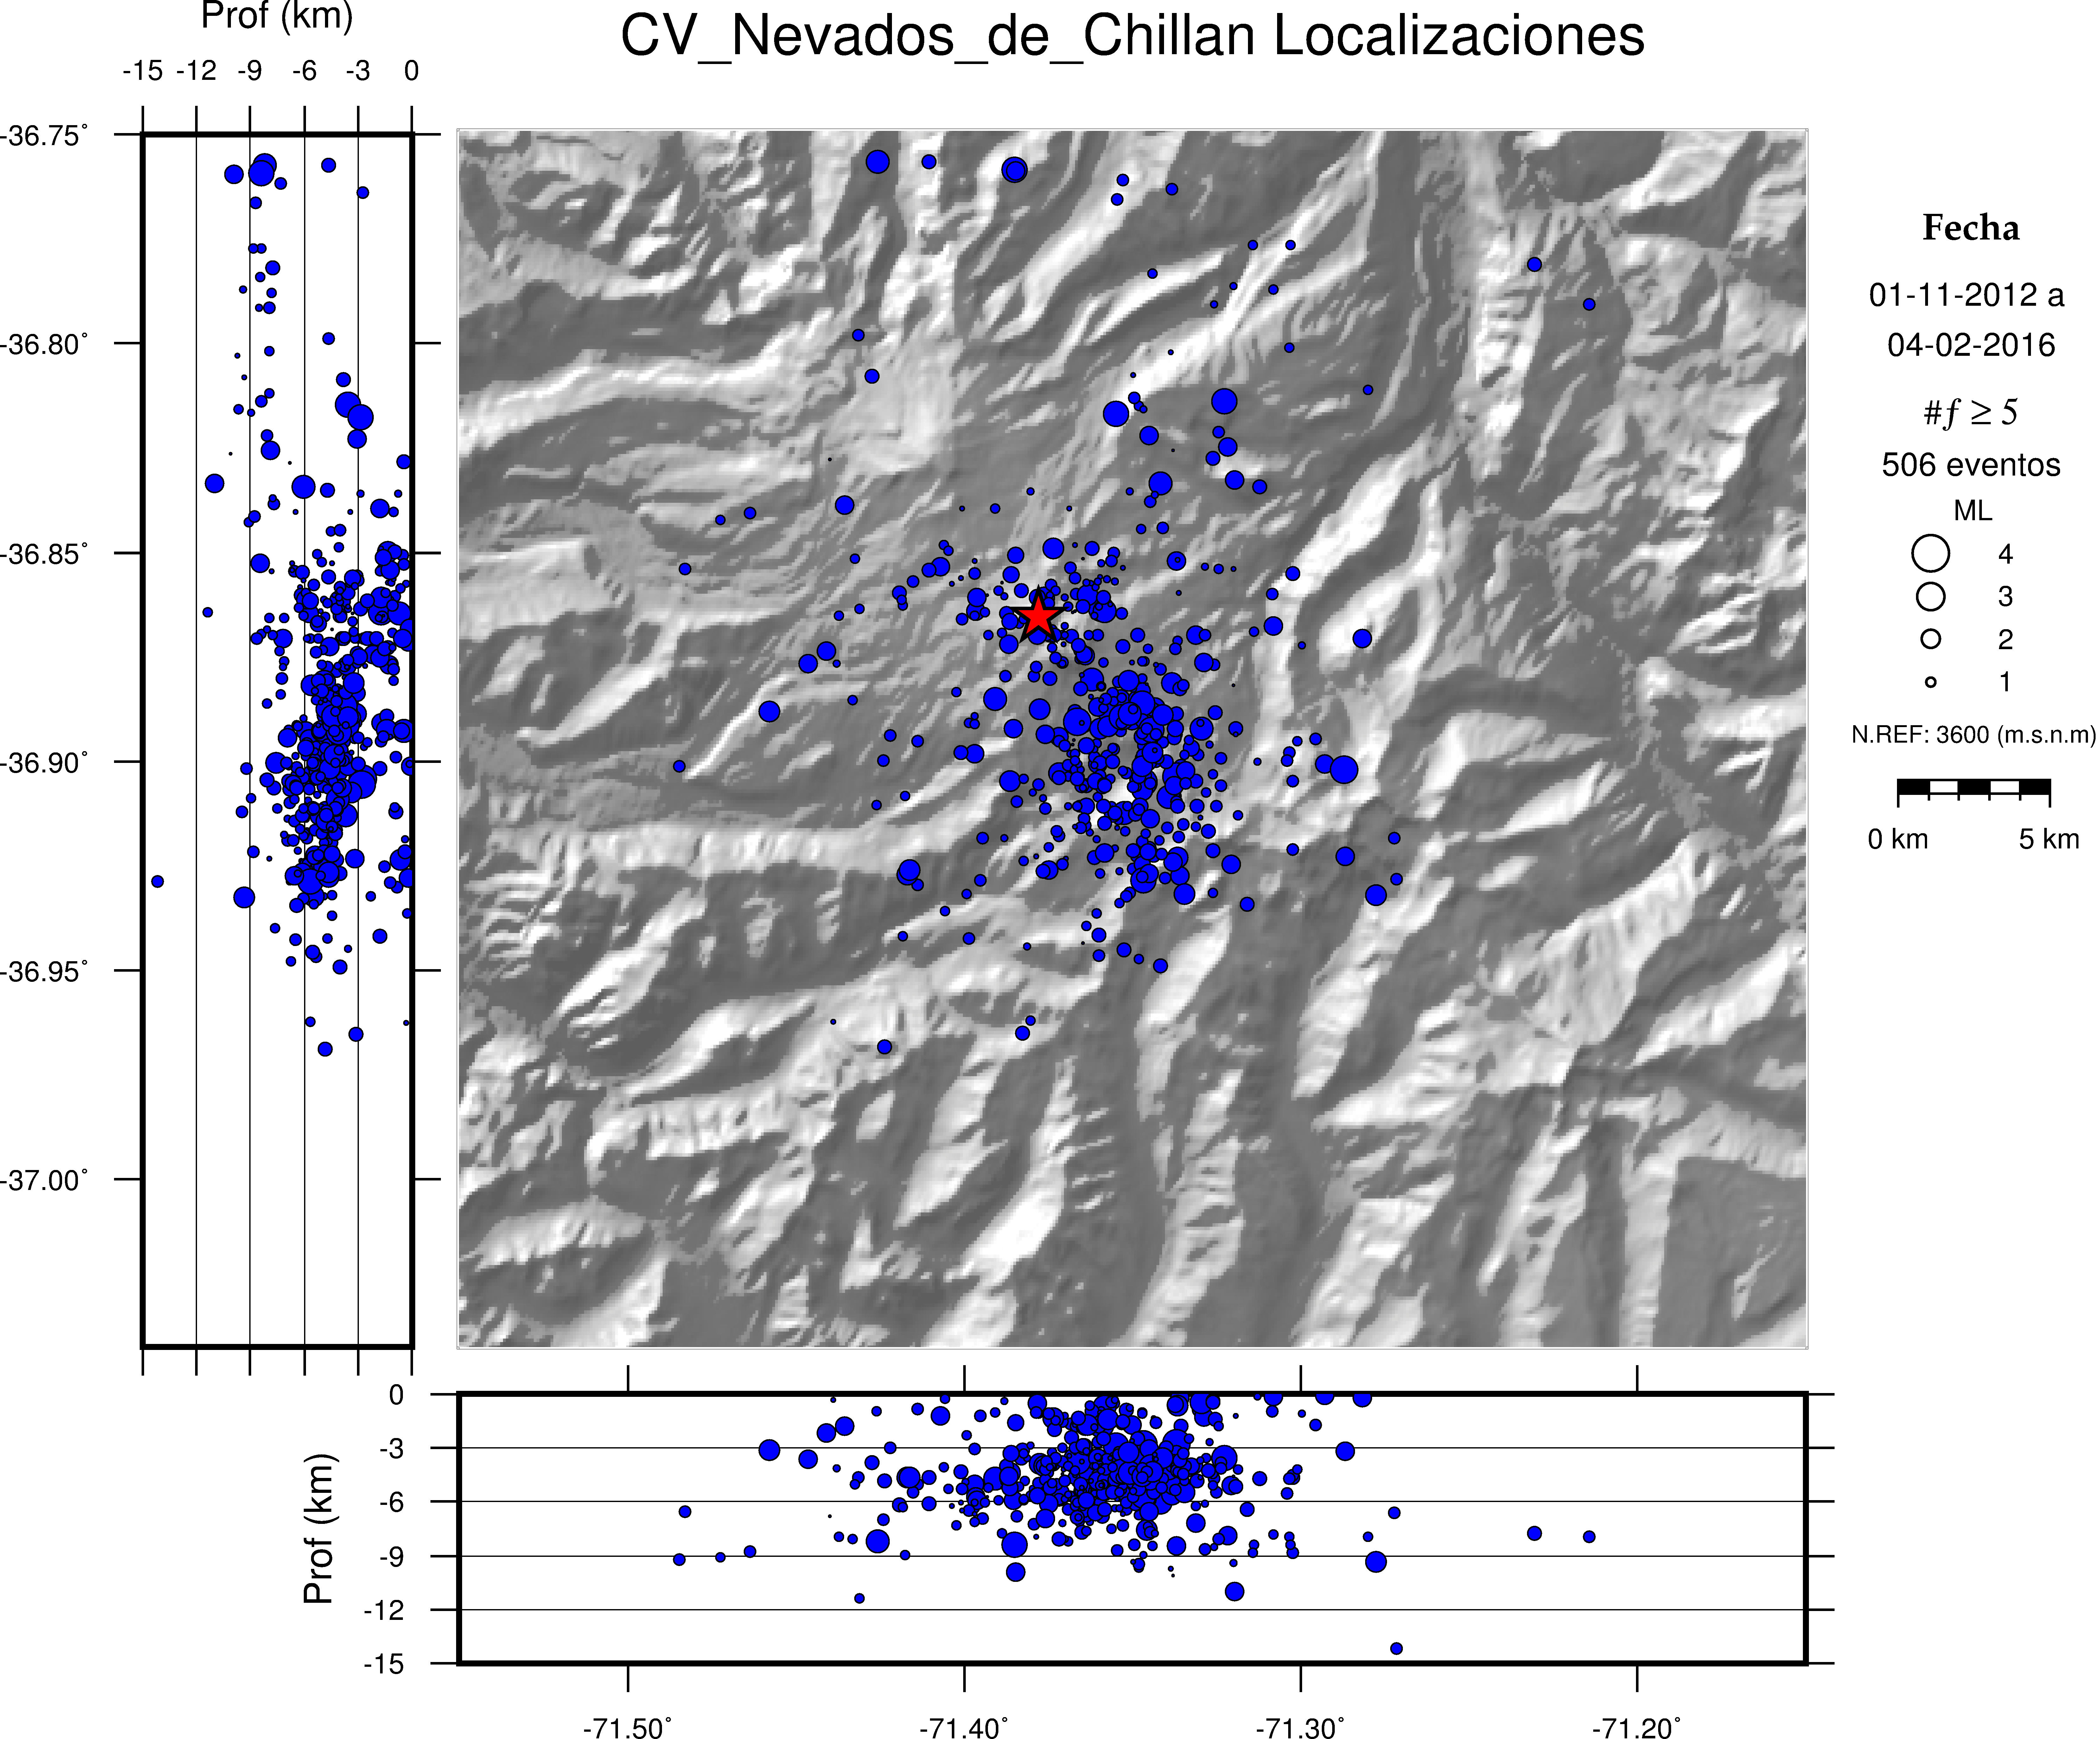 Prof (km)
CV_Nevados_de_Chillan Localizaciones
-15 -12 -9 -6 -3 0
-36.75°
-36.80°
-36.85°
-36.90°
-36.95°
-37.00°
Fecha
01-11-2012 a
04-02-2016
#f ≥ 5
506 eventos
ML
4
3
2
1
N.REF: 3600 (m.s.n.m)
0 km 5 km
Prof (km)
0
-3
-6
-9
-12
-15
-71.50° -71.40° -71.30° -71.20°